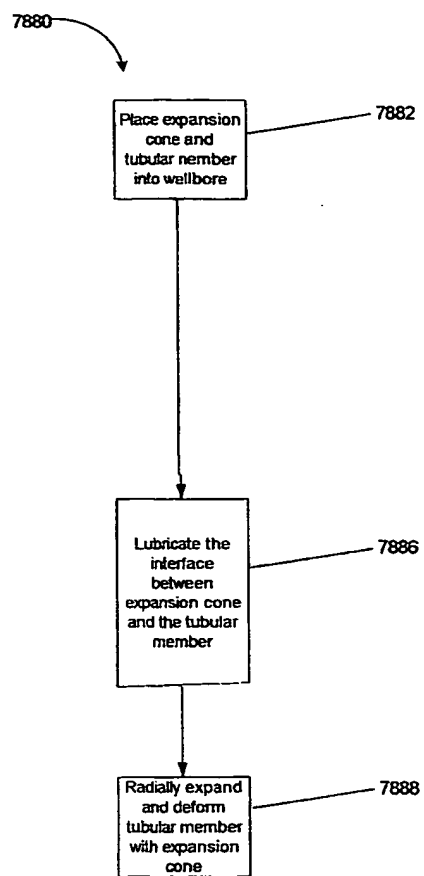 7880
Place expansion
cone and
tubular nember
into wellbore
7882
Lubricate the
interface
between
expansion cone
and the tubular
member
7886
Radially expand
and deform
tubular member
with expansion
cone
7888